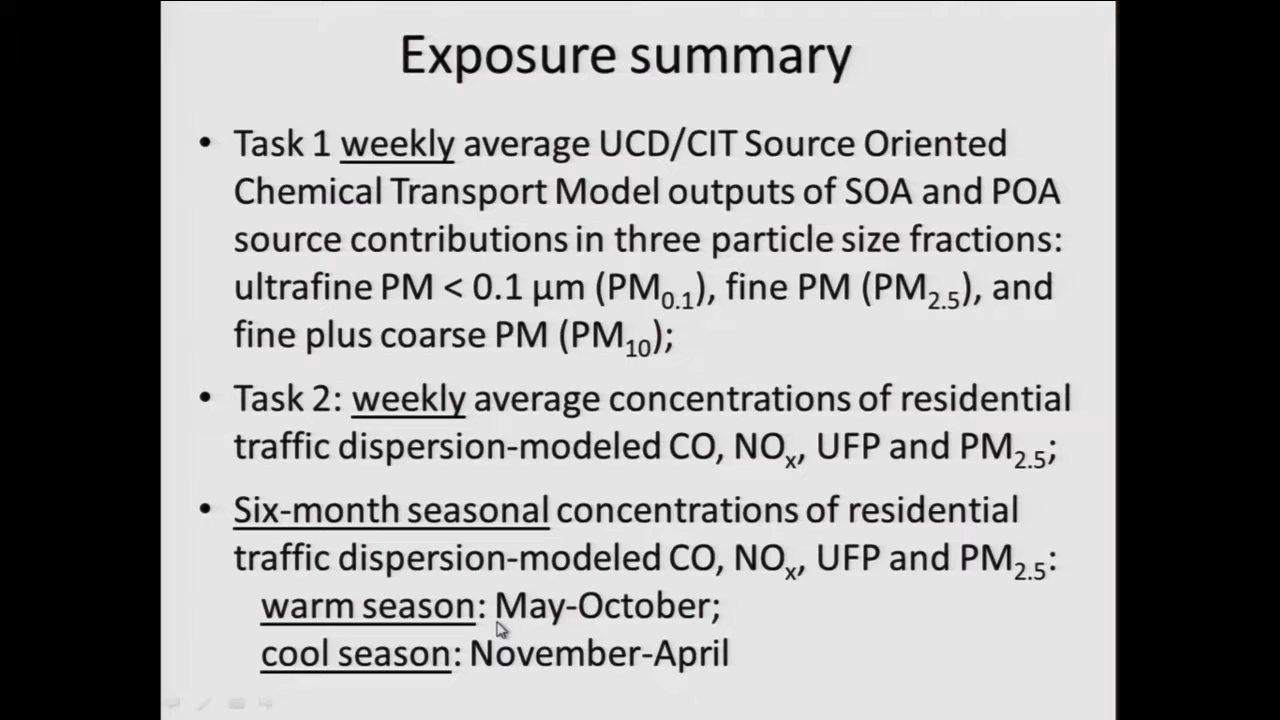 Exposure summary
• Task 1 weekly average UCD/CIT Source Oriented
Chemical Transport Model outputs of SOA and POA
source contributions in three particle size fractions:
ultrafine PM < 0.1 µm (PM0.1), fine PM (PM2.5), and
fine plus coarse PM (PM10);
• Task 2: weekly average concentrations of residential
traffic dispersion-modeled CO, NOx, UFP and PM2.5;
• Six-month seasonal concentrations of residential
traffic dispersion-modeled CO, NOx, UFP and PM2.5:
warm season: May-October;
cool season: November-April